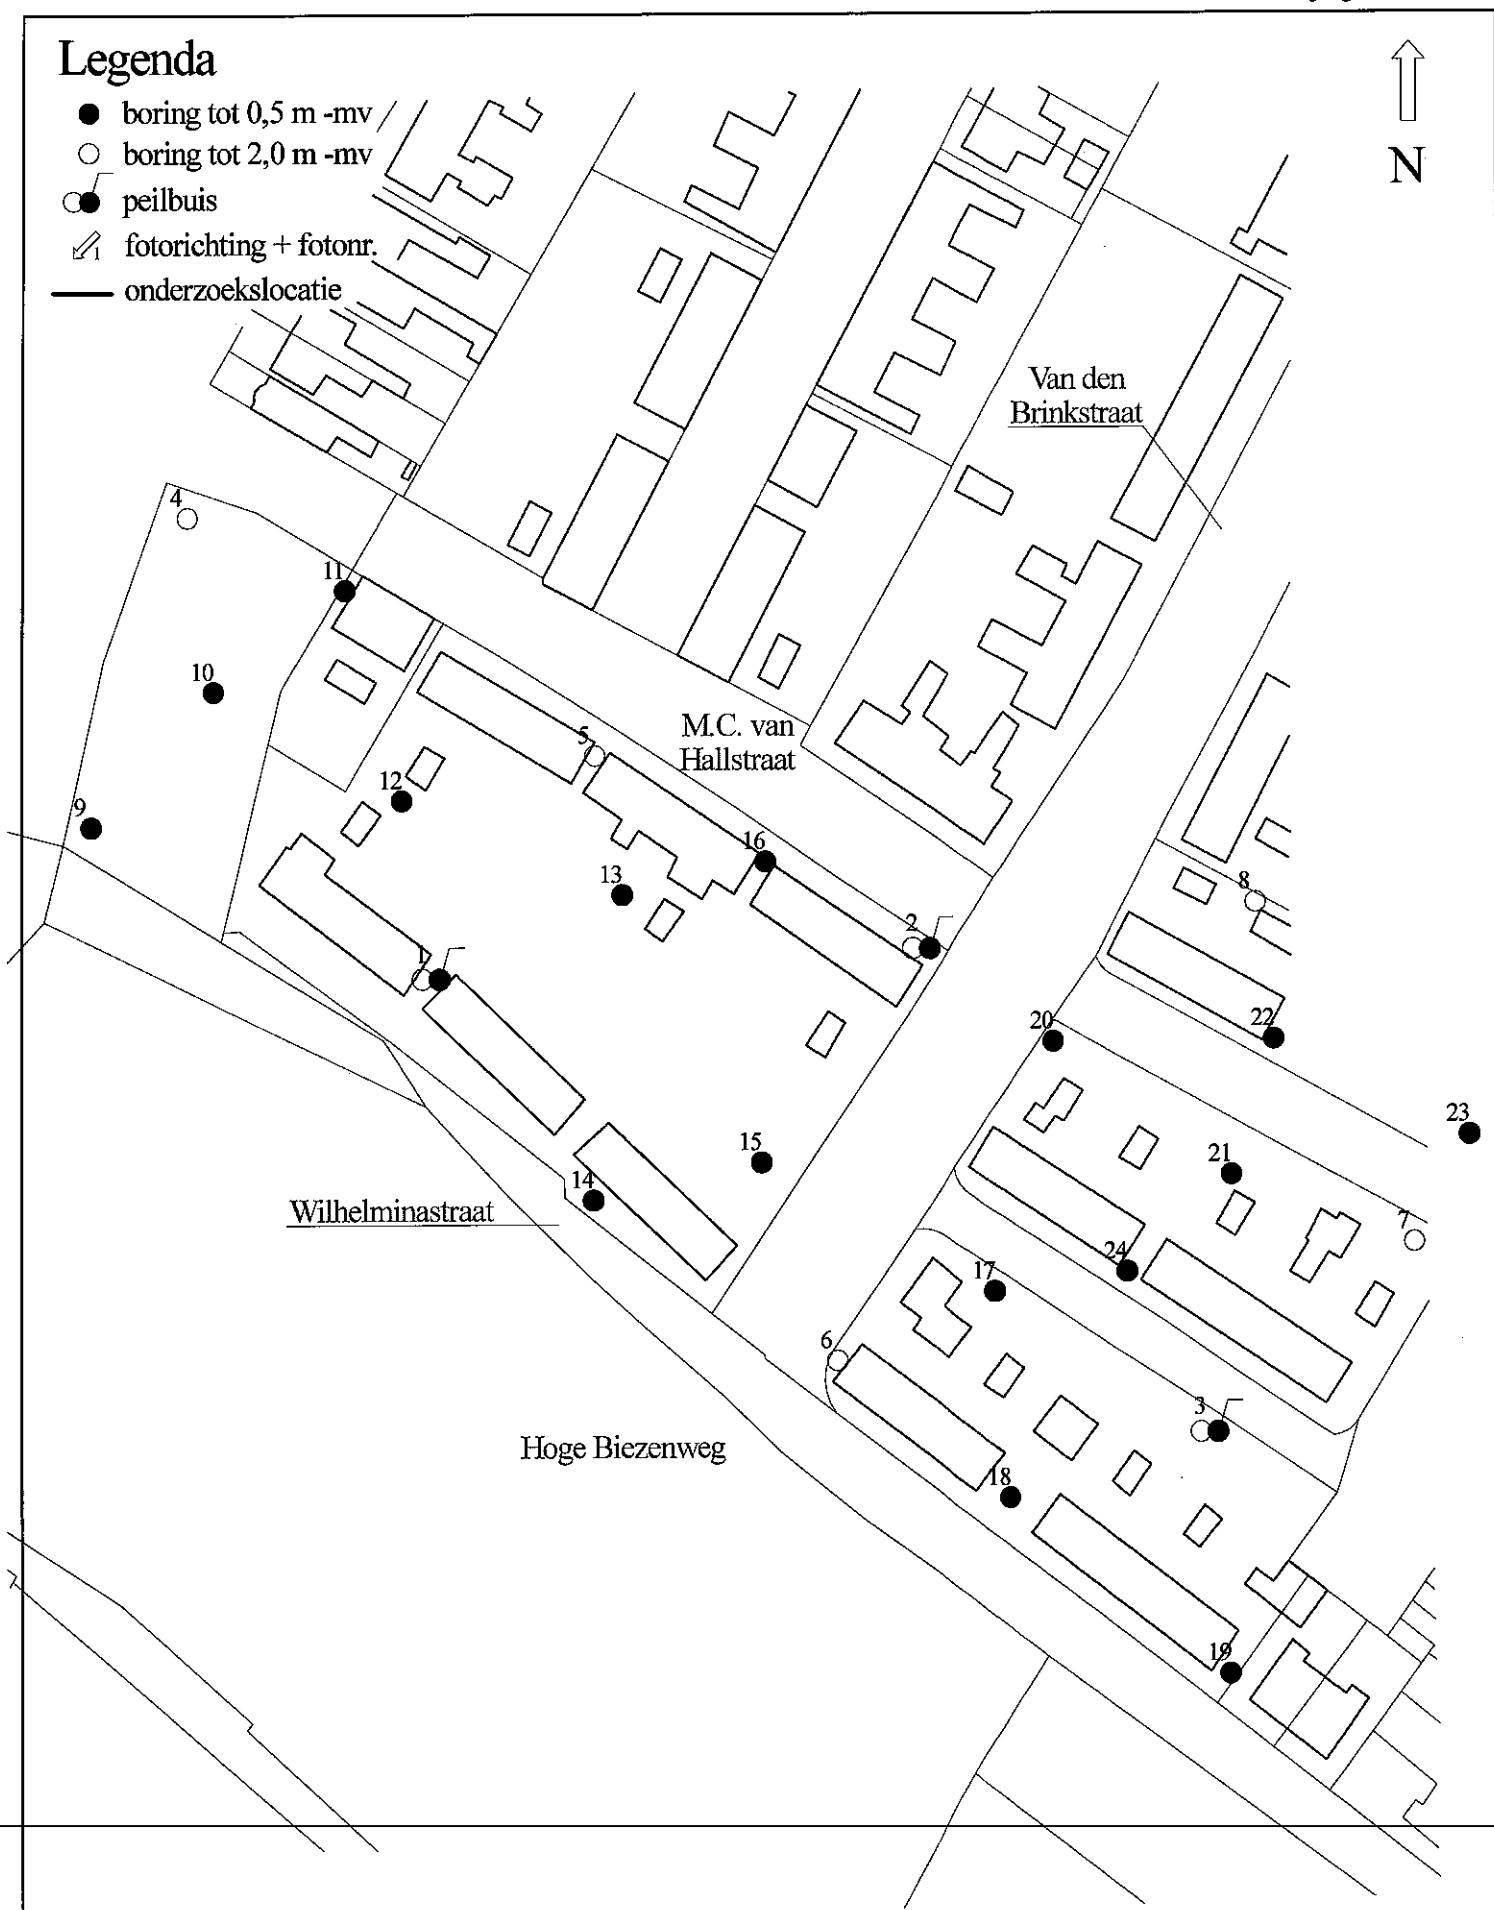 Legenda
boring tot 0,5 m -mv
boring tot 2,0 m -mv
peilbuis
1 fotorichting + fotonr.
onderzoekslocatie
N
Van den
Brinkstraat
4
11
10
M.C. van
Hallstraat
5
12
9
16
13
8
2
1
20
22
23
15
21
14
Wilhelminastraat
7
24
17
6
3
Hoge Biezenweg
18
19